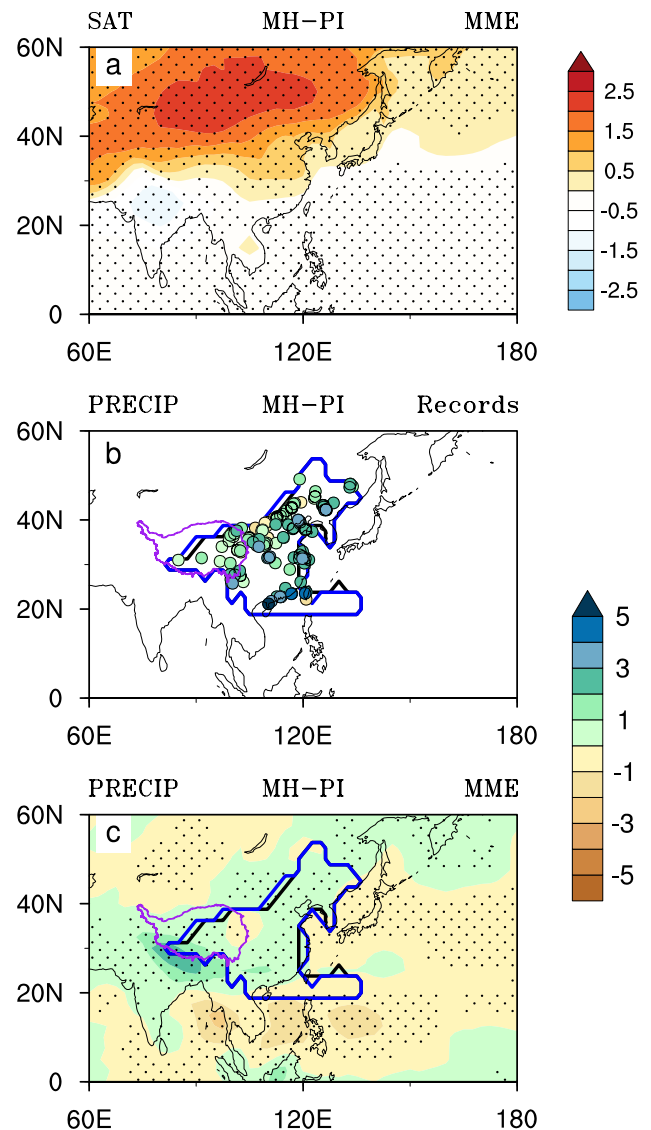 SAT MH-PI MME
60N
a
40N
20N
0
60E 120E 180
2.5
1.5
0.5
-0.5
-1.5
-2.5
PRECIP MH-PI Records
60N
b
40N
20N
0
60E 120E 180
5
3
1
-1
-3
-5
PRECIP MH-PI MME
60N
c
40N
20N
0
60E 120E 180